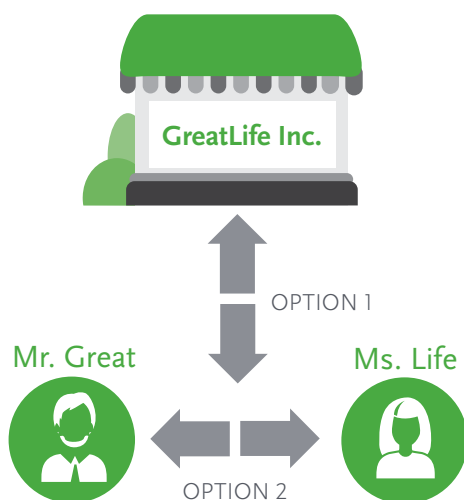 GreatLife Inc.
OPTION 1
Mr. Great
Ms. Life
OPTION 2